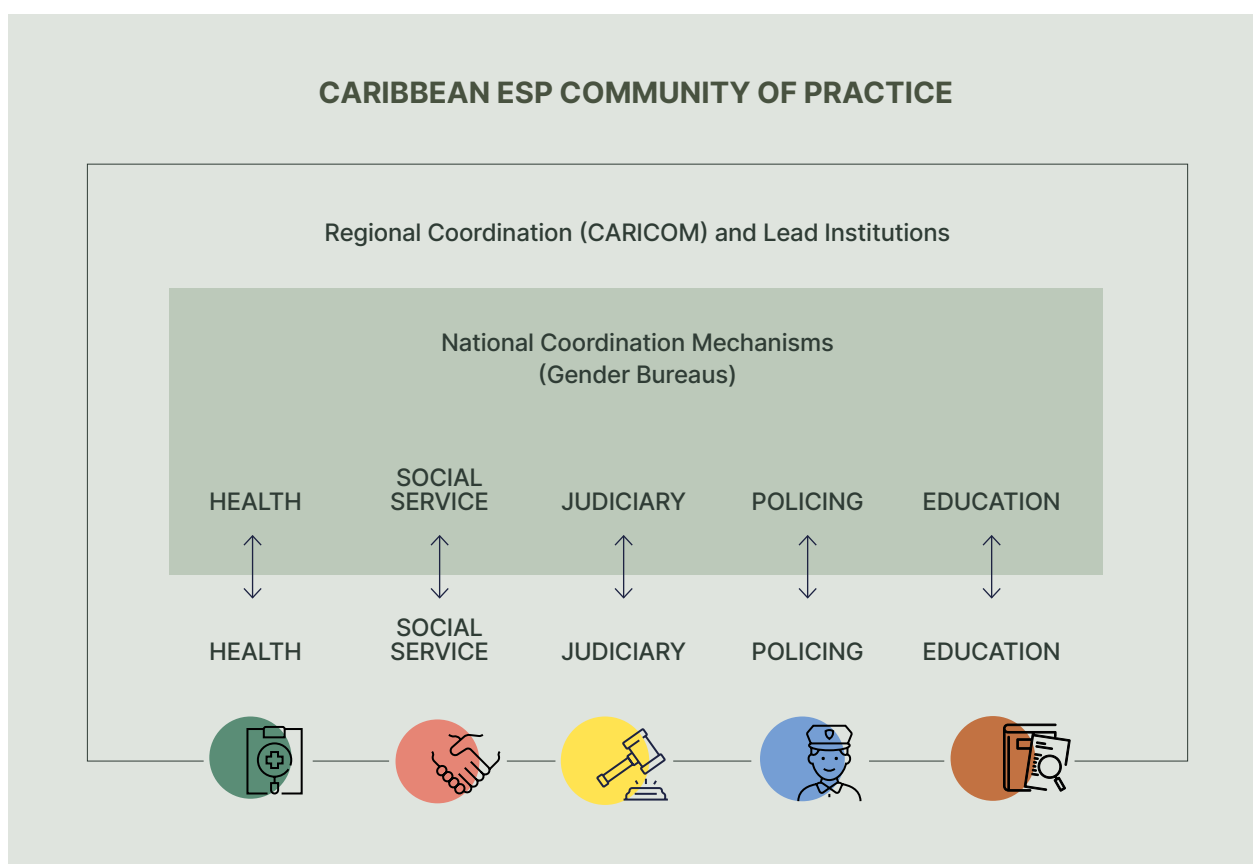 CARIBBEAN ESP COMMUNITY OF PRACTICE
Regional Coordination (CARICOM) and Lead Institutions
National Coordination Mechanisms
(Gender Bureaus)
HEALTH
SOCIAL
SERVICE
JUDICIARY
POLICING
EDUCATION
HEALTH
SOCIAL
SERVICE
JUDICIARY
POLICING
EDUCATION